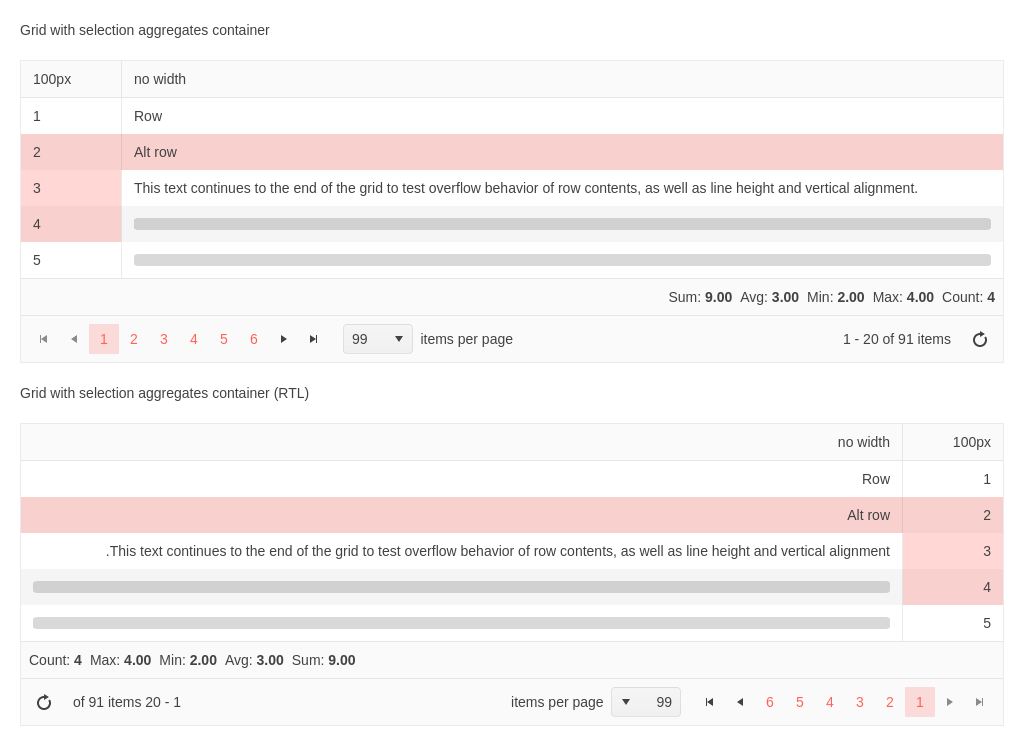 Grid with selection aggregates container
100px no width
1 Row
2 Alt row
3 This text continues to the end of the grid to test overflow behavior of row contents, as well as line height and vertical alignment.
4
5
Sum: 9.00 Avg: 3.00 Min: 2.00 Max: 4.00 Count: 4
1 2 3 4 5 6 99 items per page 1 - 20 of 91 items
Grid with selection aggregates container (RTL)
no width 100px
Row 1
Alt row 2
.This text continues to the end of the grid to test overflow behavior of row contents, as well as line height and vertical alignment 3
4
5
Count: 4 Max: 4.00 Min: 2.00 Avg: 3.00 Sum: 9.00
of 91 items 20 - 1 items per page 99 6 5 4 3 2 1